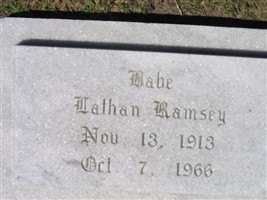 Babe
Lathan Ramsey
Nov 13, 1913
Oct 7, 1966